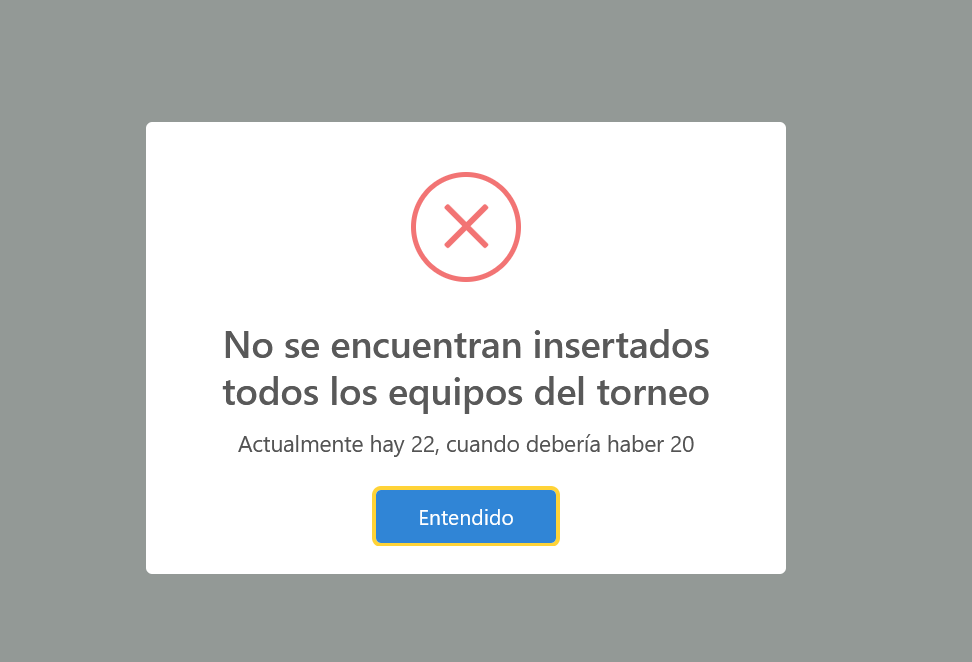 No se encuentran insertados
todos los equipos del torneo
Actualmente hay 22, cuando debería haber 20
Entendido